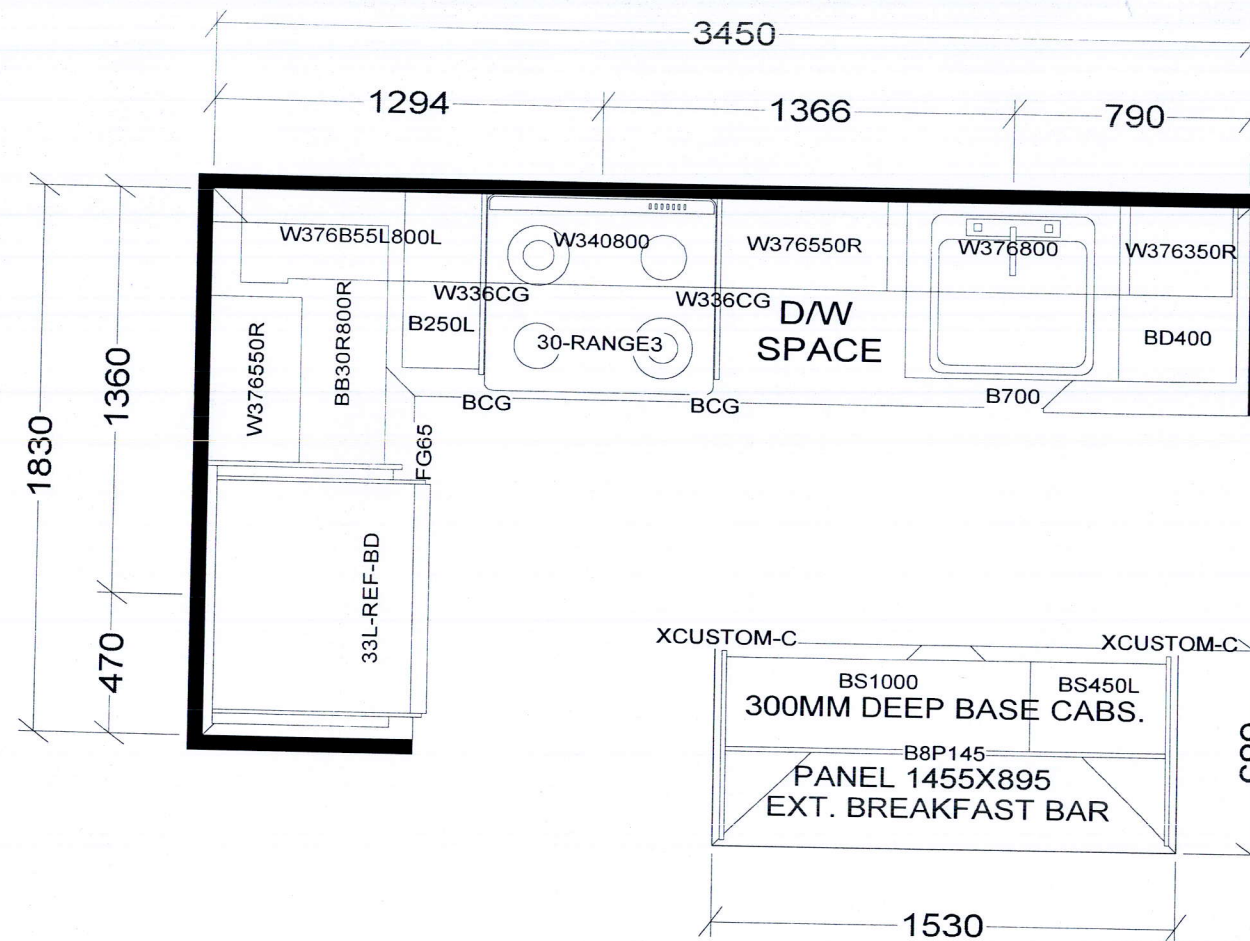 3450
1294
1366
790
W376B55L800L
W340800
W376550R
W376800
W376350R
W336CG
W336CG
B250L
30-RANGE3
D/W
SPACE
BD400
BCG
BCG
B700
W376550R
BB30R800R
FG65
1360
1830
33L-REF-BD
470
XCUSTOM-C
XCUSTOM-C
BS1000
BS450L
300MM DEEP BASE CABS.
B8P145
PANEL 1455X895
EXT. BREAKFAST BAR
1530